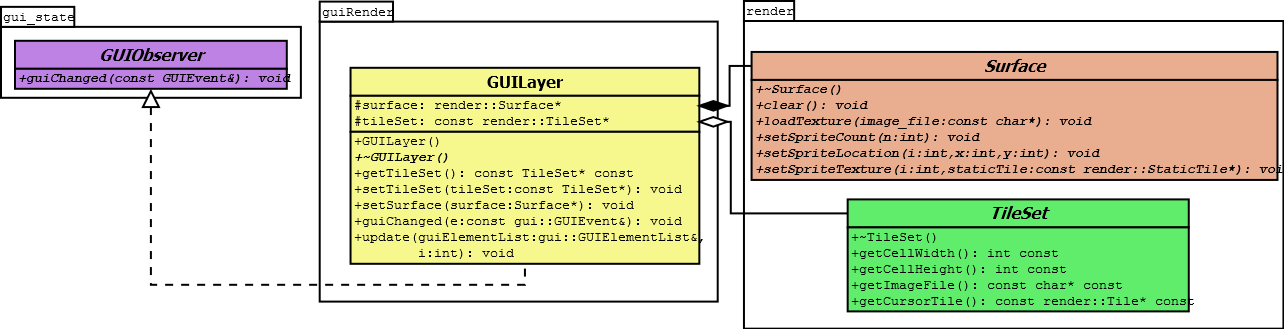 gui_state
GUIObserver
+guiChanged(const GUIEvent&): void
guiRender
GUILayer
#surface: render::Surface*
#tileSet: const render::TileSet*
+GUILayer()
+~GUILayer()
+getTileSet(): const TileSet* const
+setTileSet(tileSet:const TileSet*): void
+setSurface(surface:Surface*): void
+guiChanged(e:const gui::GUIEvent&): void
+update(guiElementList:gui::GUIElementList&,
i:int): void
render
Surface
+~Surface()
+clear(): void
+loadTexture(image_file:const char*): void
+setSpriteCount(n:int): void
+setSpriteLocation(i:int,x:int,y:int): void
+setSpriteTexture(i:int,staticTile:const render::StaticTile*): voi
TileSet
+~TileSet()
+getCellWidth(): int const
+getCellHeight(): int const
+getImageFile(): const char* const
+getCursorTile(): const render::Tile* const